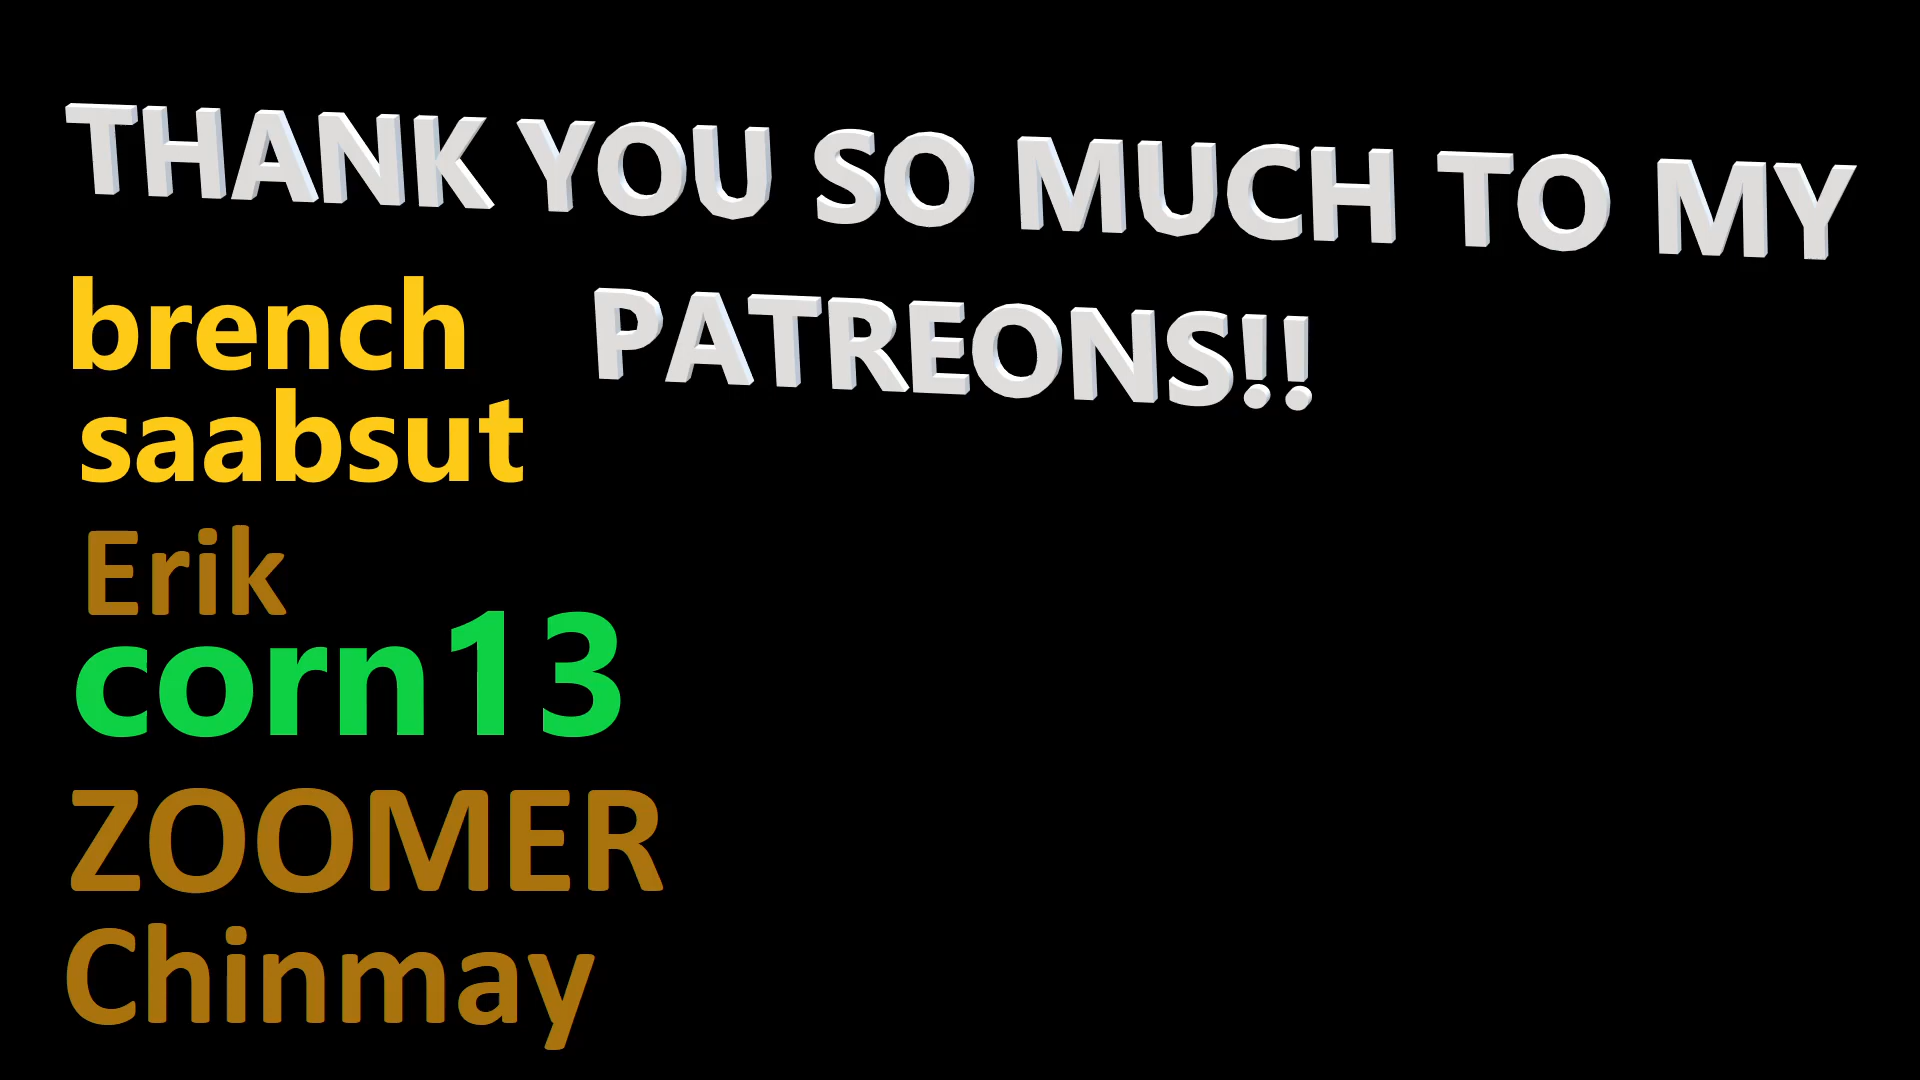 THANK YOU SO MUCH TO MY
PATREONS!!
brench
saabsut
Erik
corn13
ZOOMER
Chinmay